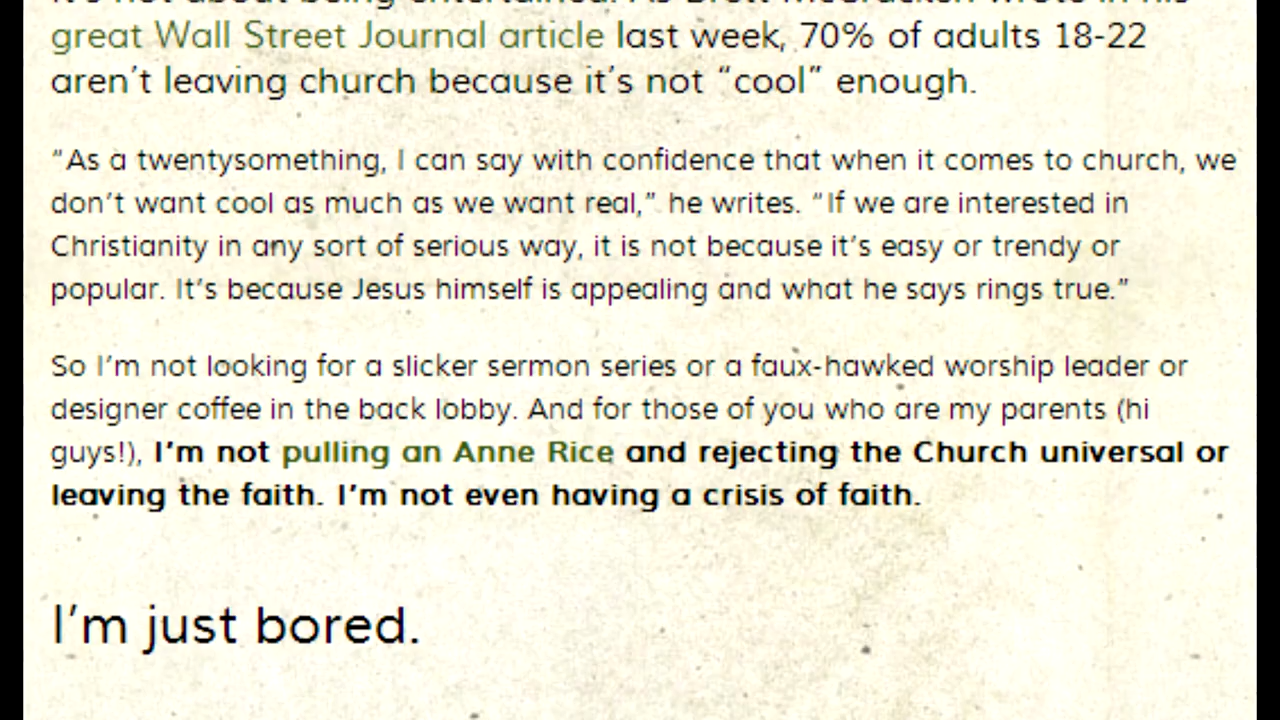 great Wall Street Journal article last week, 70% of adults 18-22
aren't leaving church because it's not “cool” enough.
“As a twentysomething, I can say with confidence that when it comes to church, we
don't want cool as much as we want real,” he writes. “If we are interested in
Christianity in any sort of serious way, it is not because it's easy or trendy or
popular. It's because Jesus himself is appealing and what he says rings true.”
So I'm not looking for a slicker sermon series or a faux-hawked worship leader or
designer coffee in the back lobby. And for those of you who are my parents (hi
guys!), I'm not pulling an Anne Rice and rejecting the Church universal or
leaving the faith. I'm not even having a crisis of faith.
I'm just bored.